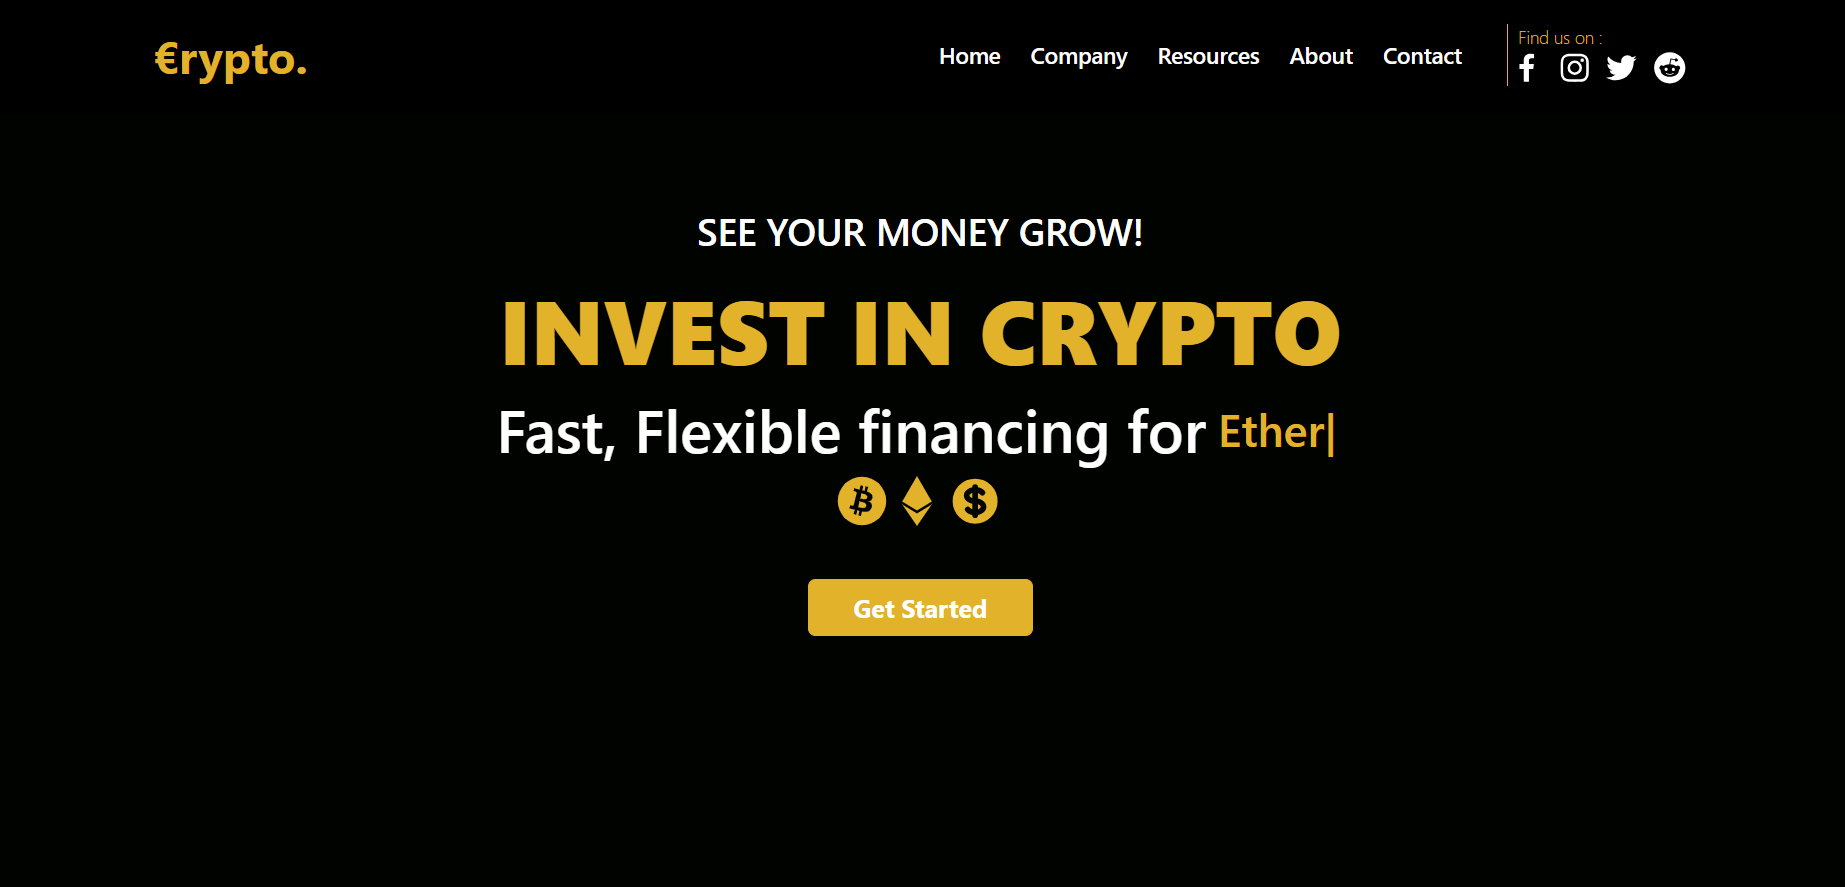 €rypto.
Home Company Resources About Contact
Find us on :
SEE YOUR MONEY GROW!
INVEST IN CRYPTO
Fast, Flexible financing for Ether|
Get Started